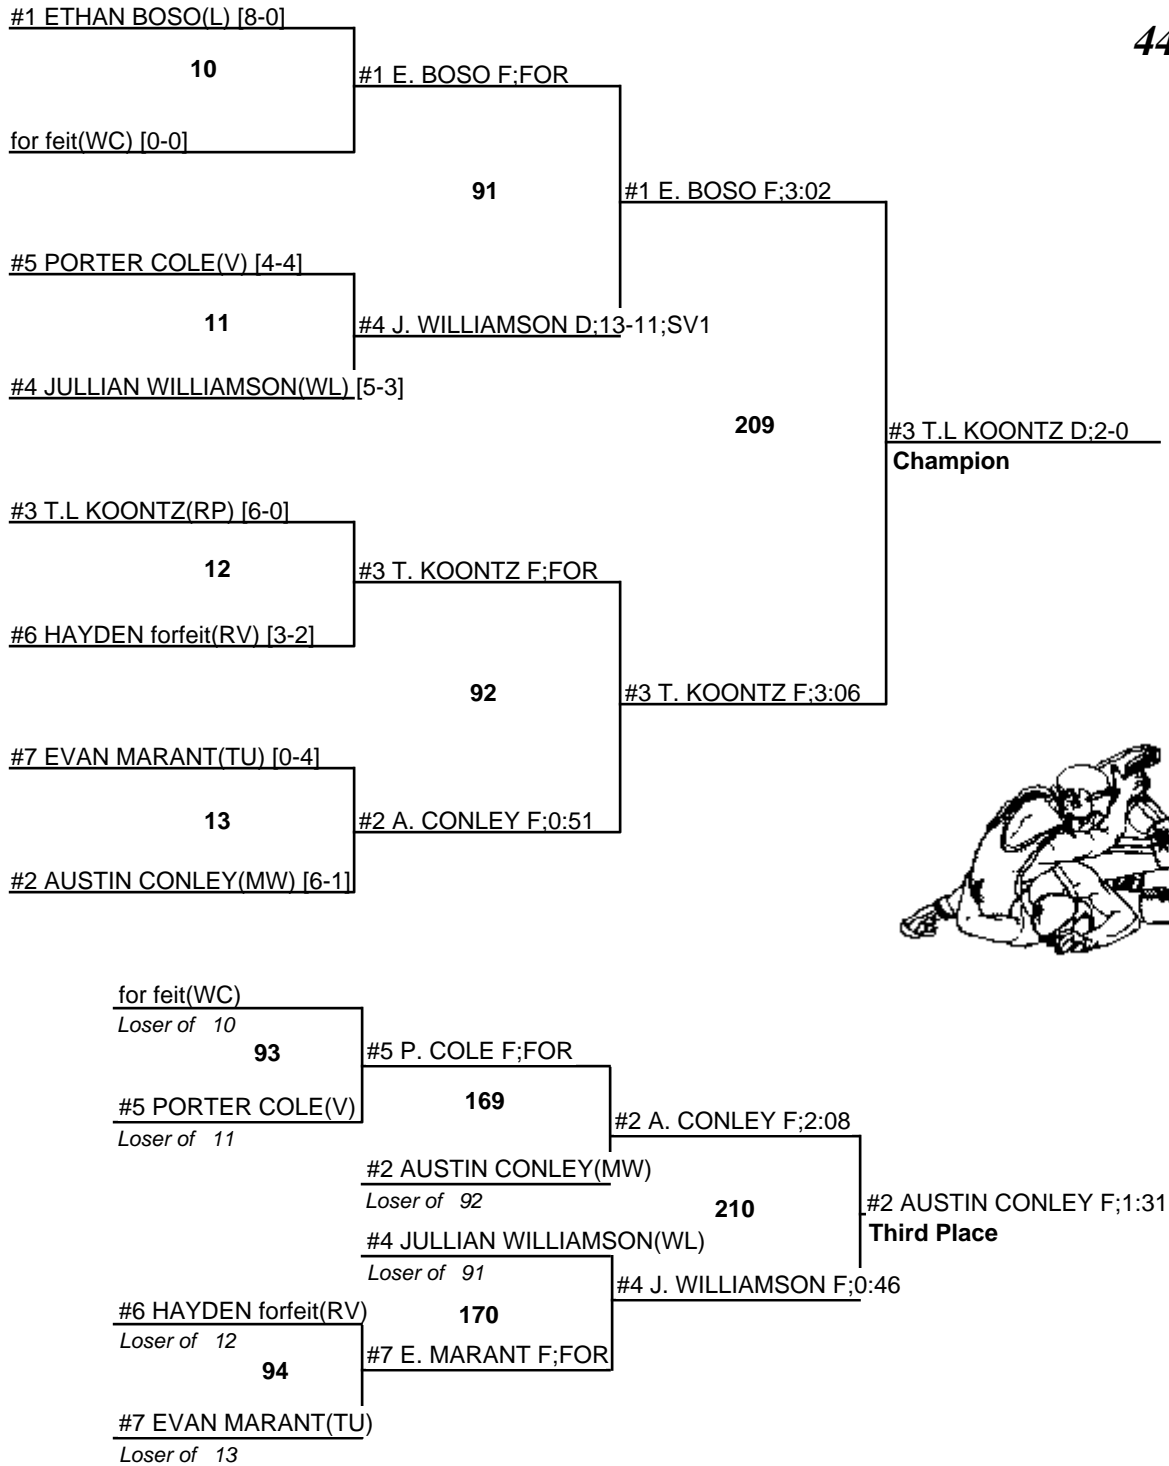 #1 ETHAN BOSO(L) [8-0]
44
10
#1 E. BOSO F;FOR
for feit(WC) [0-0]
91
#1 E. BOSO F;3:02
#5 PORTER COLE(V) [4-4]
11
#4 J. WILLIAMSON D;13-11;SV1
#4 JULLIAN WILLIAMSON(WL) [5-3]
209
#3 T.L KOONTZ D;2-0
Champion
#3 T.L KOONTZ(RP) [6-0]
12
#3 T. KOONTZ F;FOR
#6 HAYDEN forfeit(RV) [3-2]
92
#3 T. KOONTZ F;3:06
#7 EVAN MARANT(TU) [0-4]
13
#2 A. CONLEY F;0:51
#2 AUSTIN CONLEY(MW) [6-1]
for feit(WC)
Loser of 10
93
#5 P. COLE F;FOR
#5 PORTER COLE(V)
Loser of 11
169
#2 A. CONLEY F;2:08
#2 AUSTIN CONLEY(MW)
Loser of 92
210
#2 AUSTIN CONLEY F;1:31
Third Place
#4 JULLIAN WILLIAMSON(WL)
Loser of 91
#4 J. WILLIAMSON F;0:46
#6 HAYDEN forfeit(RV)
Loser of 12
170
94
#7 E. MARANT F;FOR
#7 EVAN MARANT(TU)
Loser of 13